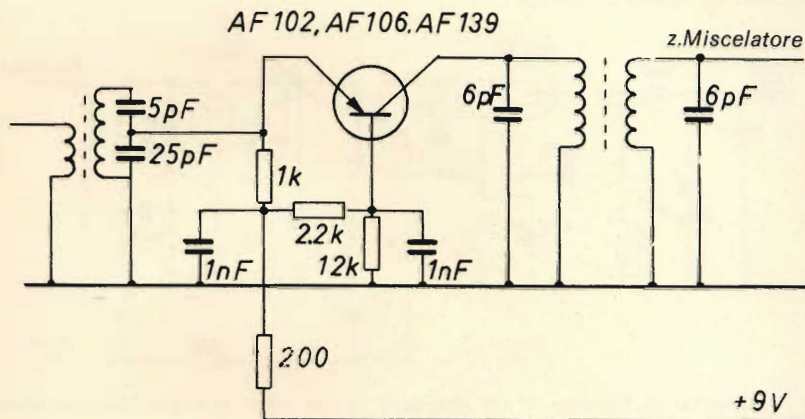 AF 102, AF 106. AF 139
z.Miscelatore
5pF
25pF
6pF
6pF
1k
2.2k
1nF
12k
1nF
200
+9V